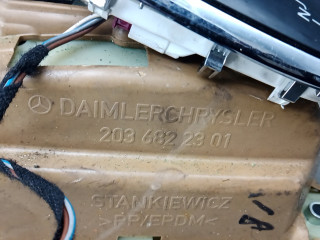 DAIMLERCHRYSLER
203 682 23 01
STANKIEWICZ
>PP/EPDM<